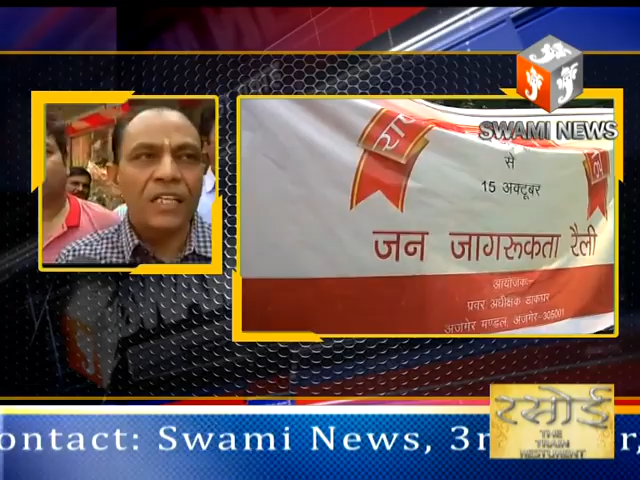 SWAMI NEWS
से
15 अक्टूबर
जन जागरूकता रैली
आयोजक:-
प्रवर अधीक्षक डाकघर
अजमेर मण्डल, अजमेर-305001
रसोई
THE
TRAIN
RESTURMENT
ontact: Swami News, 3r